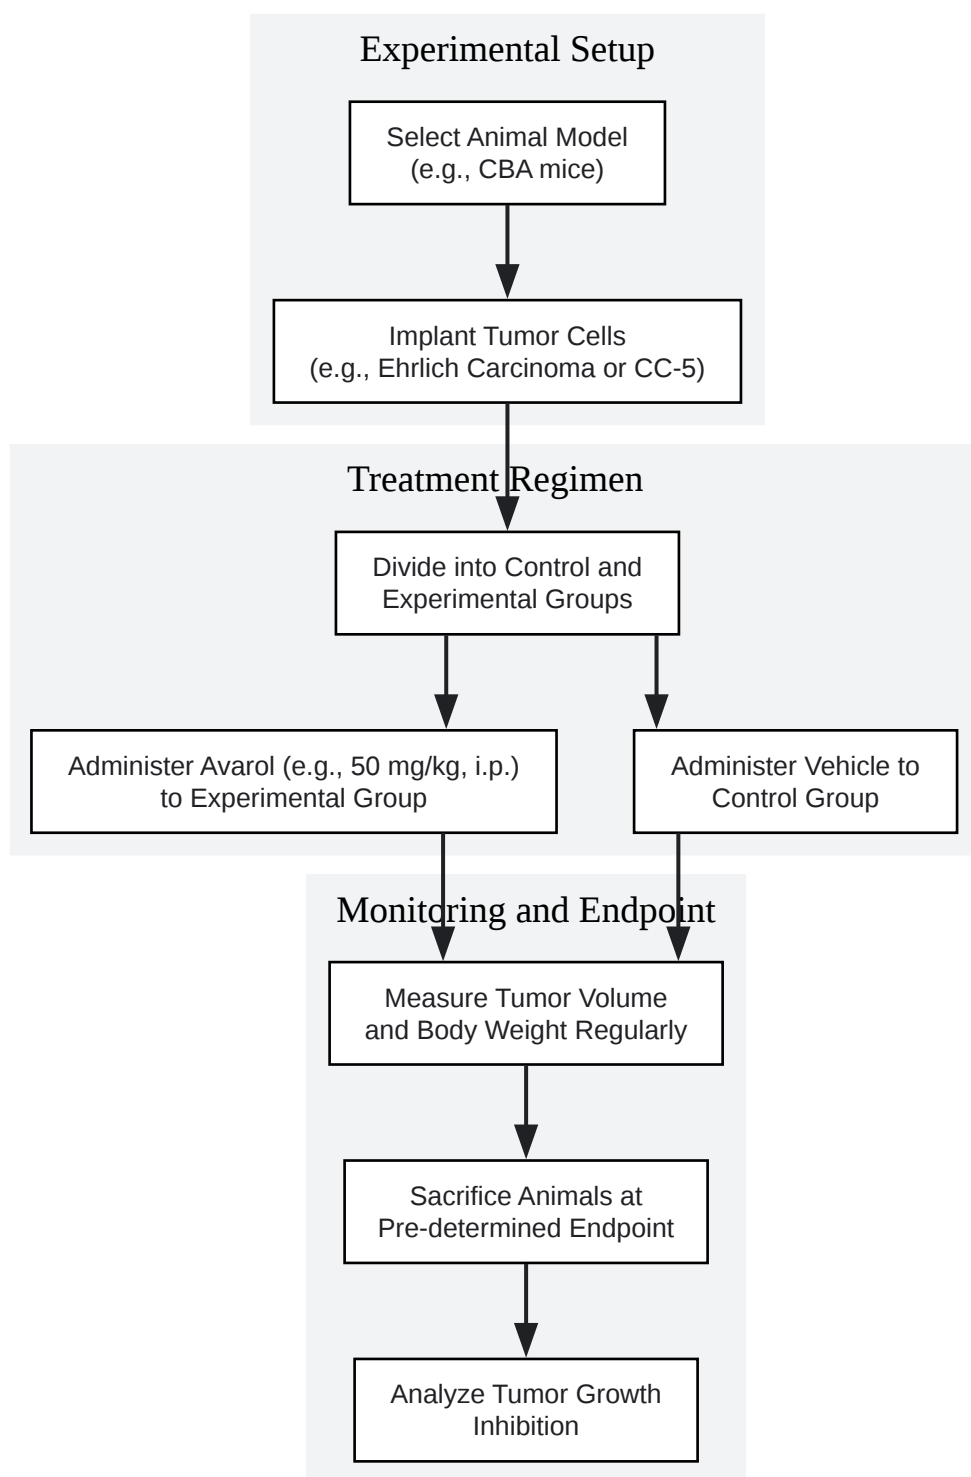 Experimental Setup
Select Animal Model
(e.g., CBA mice)
Implant Tumor Cells
(e.g., Ehrlich Carcinoma or CC-5)
Treatment Regimen
Divide into Control and
Experimental Groups
Administer Avarol (e.g., 50 mg/kg, i.p.)
to Experimental Group
Administer Vehicle to
Control Group
Monitoring and Endpoint
Measure Tumor Volume
and Body Weight Regularly
Sacrifice Animals at
Pre-determined Endpoint
Analyze Tumor Growth
Inhibition